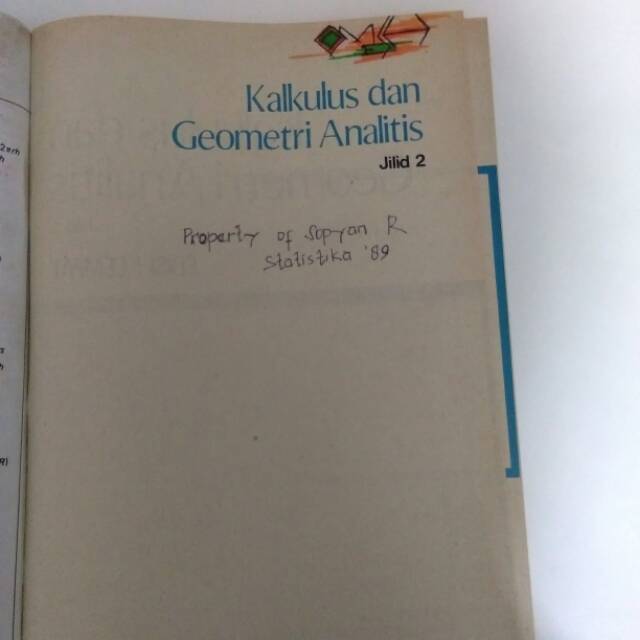 Kalkulus dan
Geometri Analitis
Jilid 2
Property of Sopyan R
Statistika '89